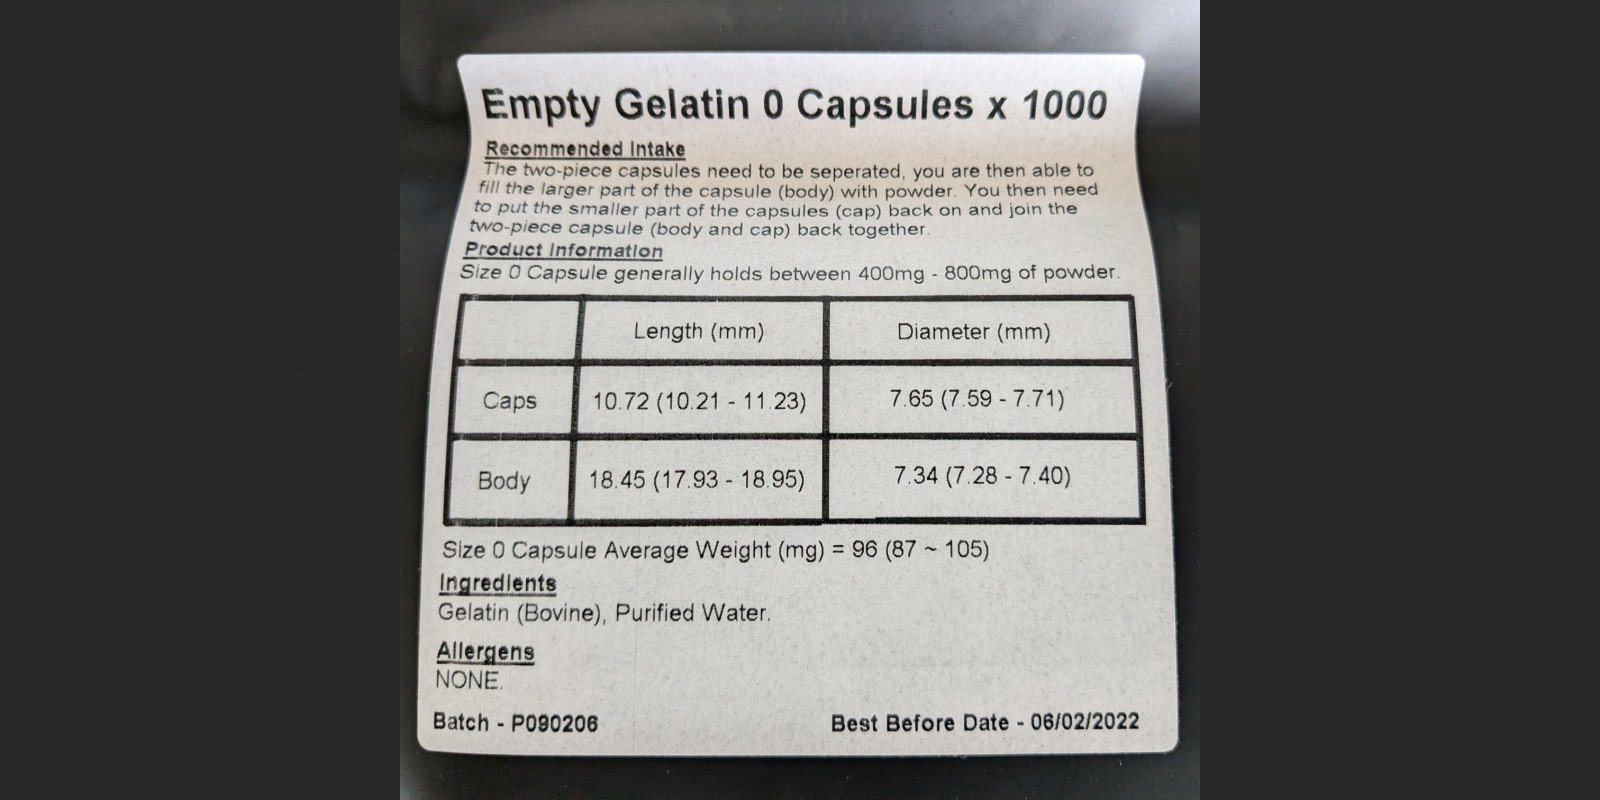 Empty Gelatin 0 Capsules x 1000
Recommended Intake
The two-piece capsules need to be seperated, you are then able to
fill the larger part of the capsule (body) with powder. You then need
to put the smaller part of the capsules (cap) back on and join the
two-piece capsule (body and cap) back together.
Product Information
Size 0 Capsule generally holds between 400mg - 800mg of powder.
Length (mm) Diameter (mm)
Caps 10.72 (10.21 - 11.23) 7.65 (7.59 - 7.71)
Body 18.45 (17.93 - 18.95) 7.34 (7.28 - 7.40)
Size 0 Capsule Average Weight (mg) = 96 (87 ~ 105)
Ingredients
Gelatin (Bovine), Purified Water.
Allergens
NONE.
Batch - P090206 Best Before Date - 06/02/2022